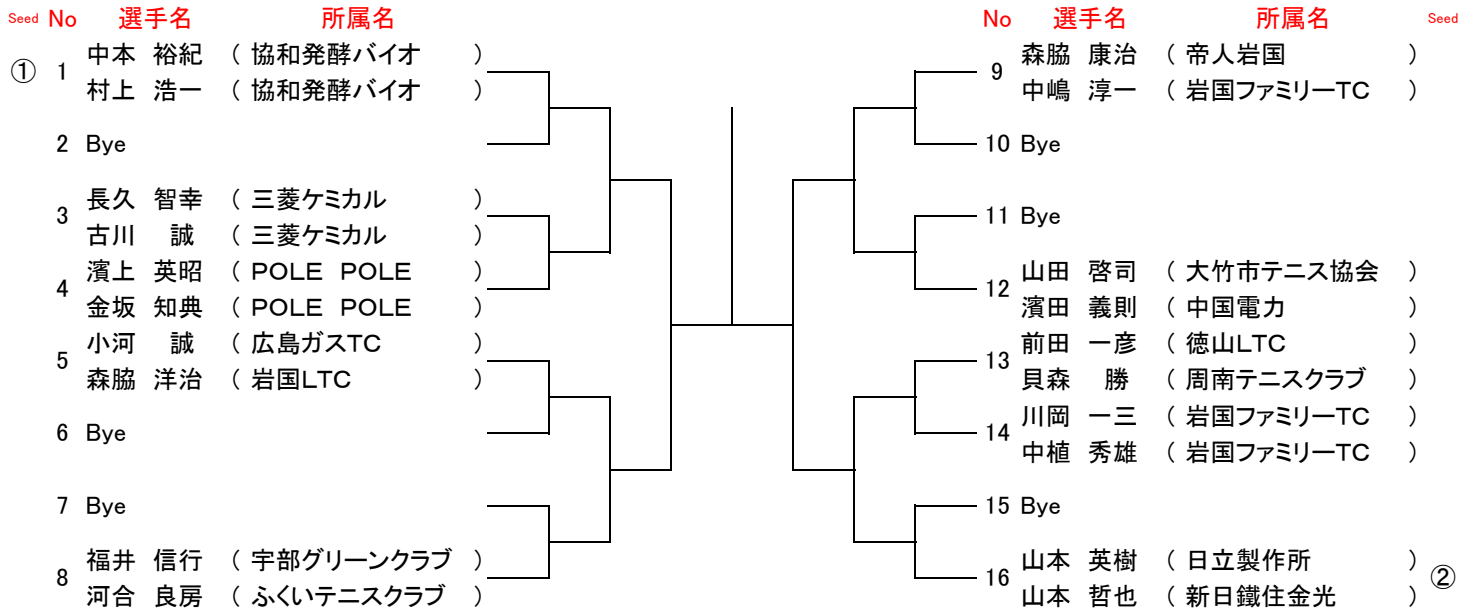 Seed No 選手名 所属名
① 1 中本 裕紀 ( 協和発酵バイオ )
村上 浩一 ( 協和発酵バイオ )
2 Bye
3 長久 智幸 ( 三菱ケミカル )
古川 誠 ( 三菱ケミカル )
4 濱上 英昭 ( POLE POLE )
金坂 知典 ( POLE POLE )
5 小河 誠 ( 広島ガスTC )
森脇 洋治 ( 岩国LTC )
6 Bye
7 Bye
8 福井 信行 ( 宇部グリーンクラブ )
河合 良房 ( ふくいテニスクラブ )
No 選手名 所属名 Seed
9 森脇 康治 ( 帝人岩国 )
中嶋 淳一 ( 岩国ファミリーTC )
10 Bye
11 Bye
12 山田 啓司 ( 大竹市テニス協会 )
濱田 義則 ( 中国電力 )
13 前田 一彦 ( 徳山LTC )
貝森 勝 ( 周南テニスクラブ )
14 川岡 一三 ( 岩国ファミリーTC )
中植 秀雄 ( 岩国ファミリーTC )
15 Bye
16 山本 英樹 ( 日立製作所 ) ②
山本 哲也 ( 新日鐵住金光 )